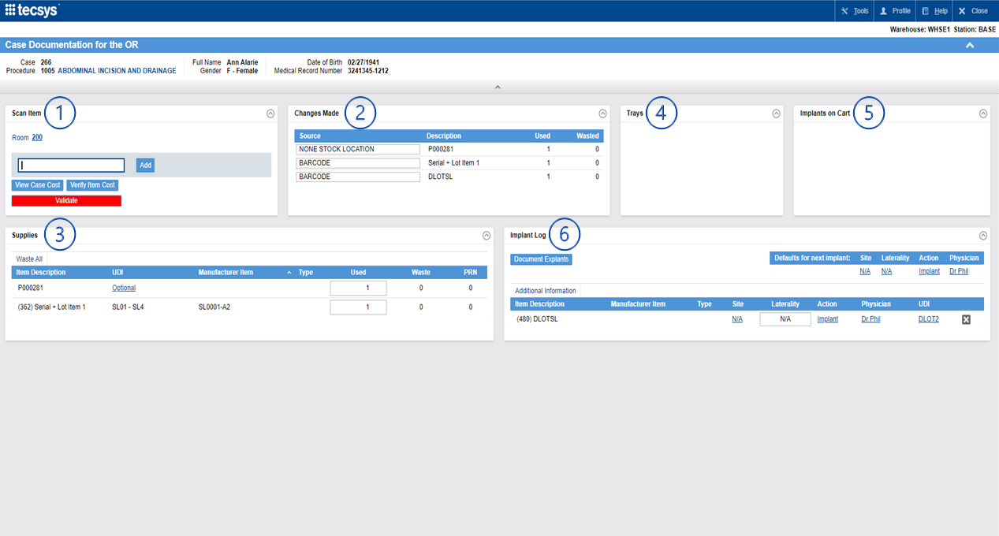 tecsys
Tools Profile Help Close
Warehouse: WHSE1 Station: BASE
Case Documentation for the OR
Case 266 Full Name Ann Alarie Date of Birth 02/27/1941
Procedure 1005 ABDOMINAL INCISION AND DRAINAGE Gender F - Female Medical Record Number 3241345-1212
Scan Item 1
Room 200
Add
View Case Cost Verify Item Cost
Validate
Changes Made 2
Source Description Used Wasted
NONE STOCK LOCATION P000281 1 0
BARCODE Serial + Lot Item 1 1 0
BARCODE DLOTSL 1 0
Trays 4
Implants on Cart 5
Supplies 3
Waste All
Item Description UDI Manufacturer Item Type Used Waste PRN
P000281 Optional 1 0 0
(362) Serial + Lot Item 1 SL01 - SL4 SL0001-A2 1 0 0
Implant Log 6
Document Explants
Defaults for next implant: Site Laterality Action Physician
N/A N/A Implant Dr Phil
Additional Information
Item Description Manufacturer Item Type Site Laterality Action Physician UDI
(480) DLOTSL N/A N/A Implant Dr Phil DLOT2